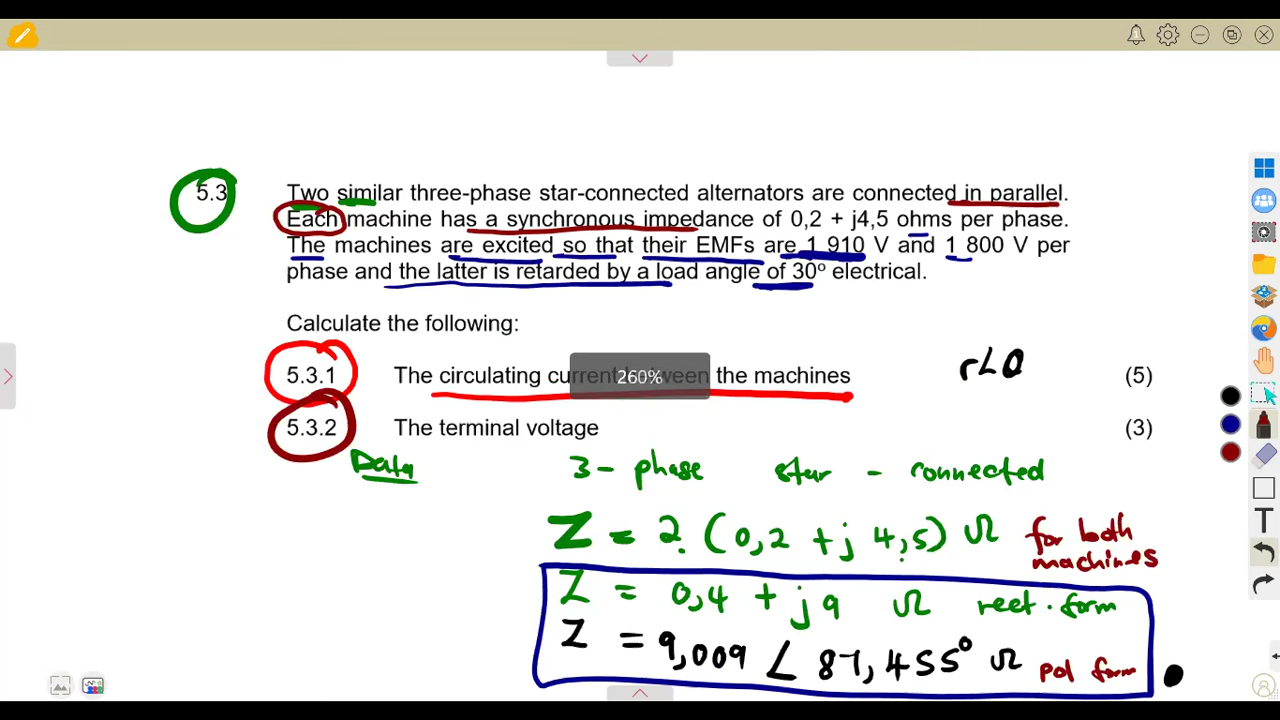 5.3 Two similar three-phase star-connected alternators are connected in parallel.
Each machine has a synchronous impedance of 0,2 + j4,5 ohms per phase.
The machines are excited so that their EMFs are 1 910 V and 1 800 V per
phase and the latter is retarded by a load angle of 30º electrical.
Calculate the following:
r∠θ
5.3.1 The circulating current between the machines (5)
260%
5.3.2 The terminal voltage (3)
Data 3 - phase star - connected
Z = 2 (0,2 + j 4,5) Ω for both machines
Z = 0,4 + j 9 Ω rect. form
Z = 9,009 ∠ 87,455° Ω pol form
T